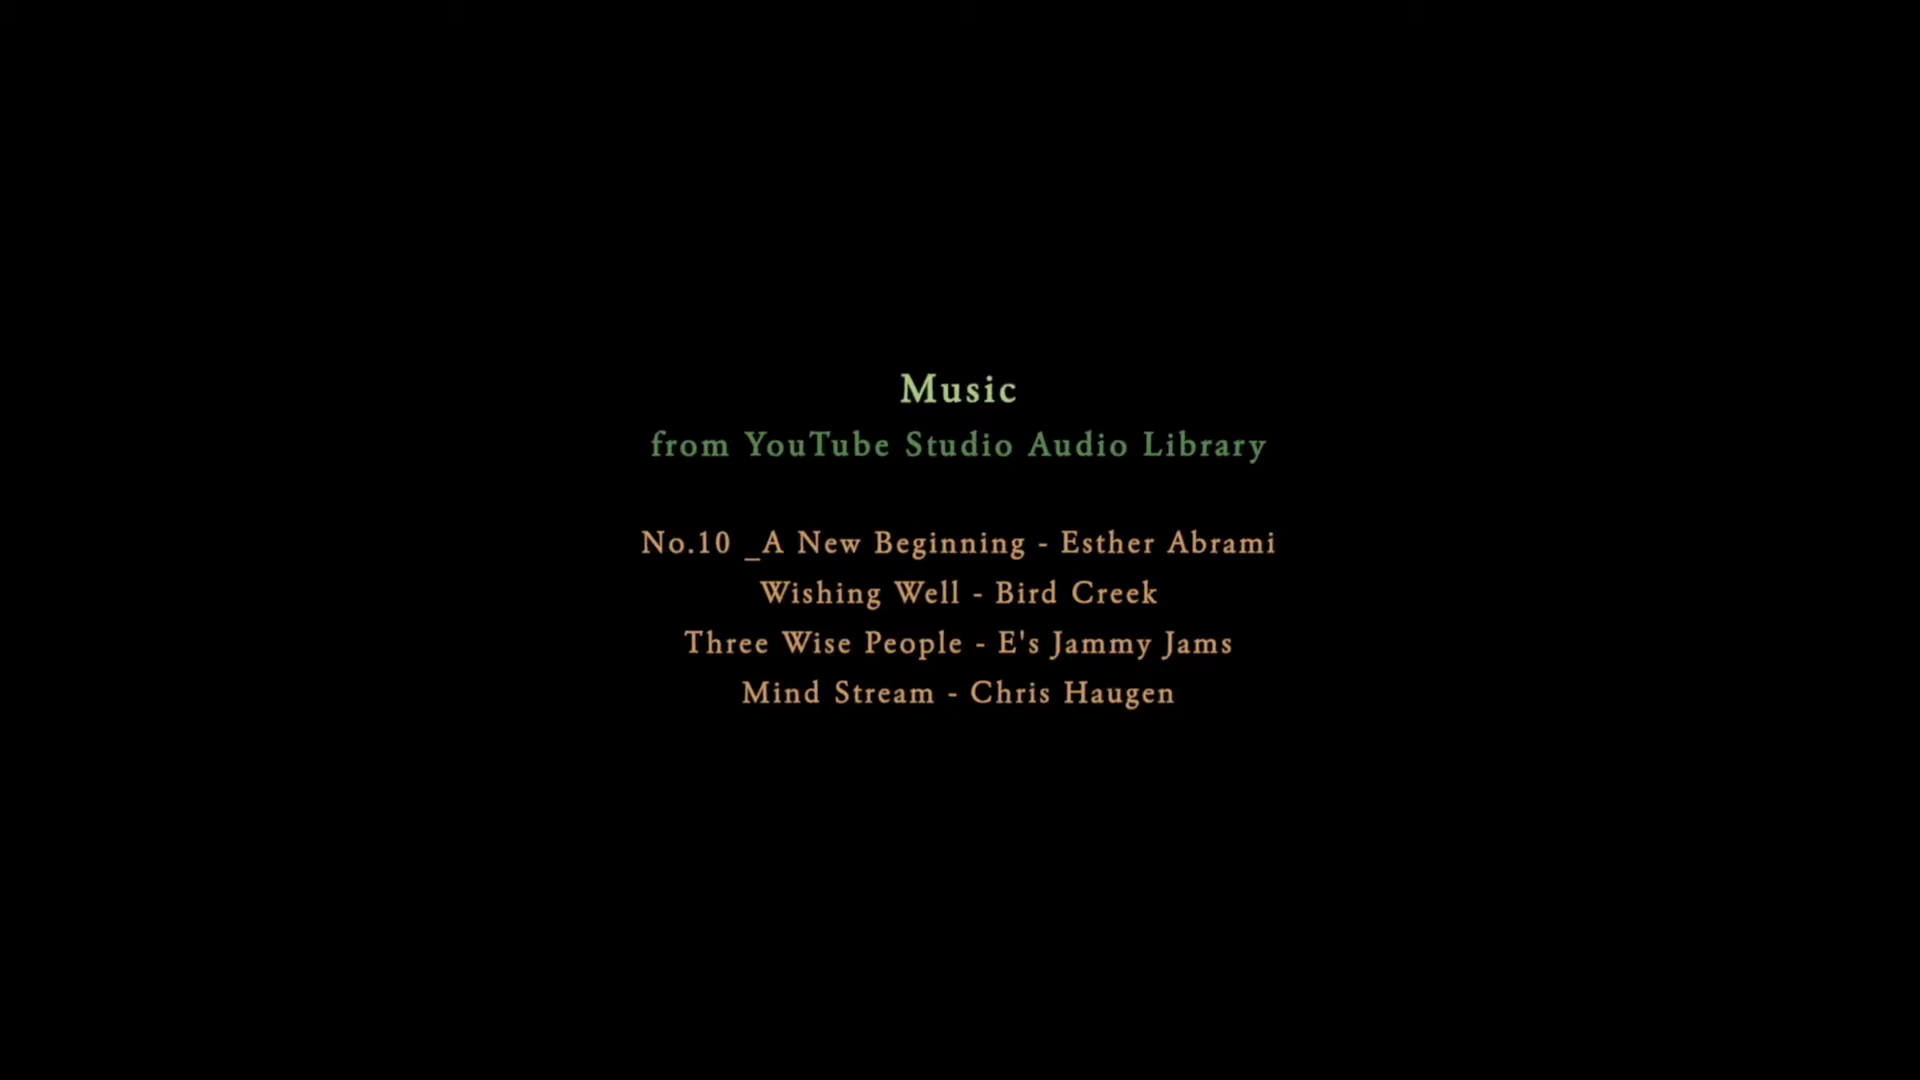 Music
from YouTube Studio Audio Library
No.10 _A New Beginning - Esther Abrami
Wishing Well - Bird Creek
Three Wise People - E's Jammy Jams
Mind Stream - Chris Haugen